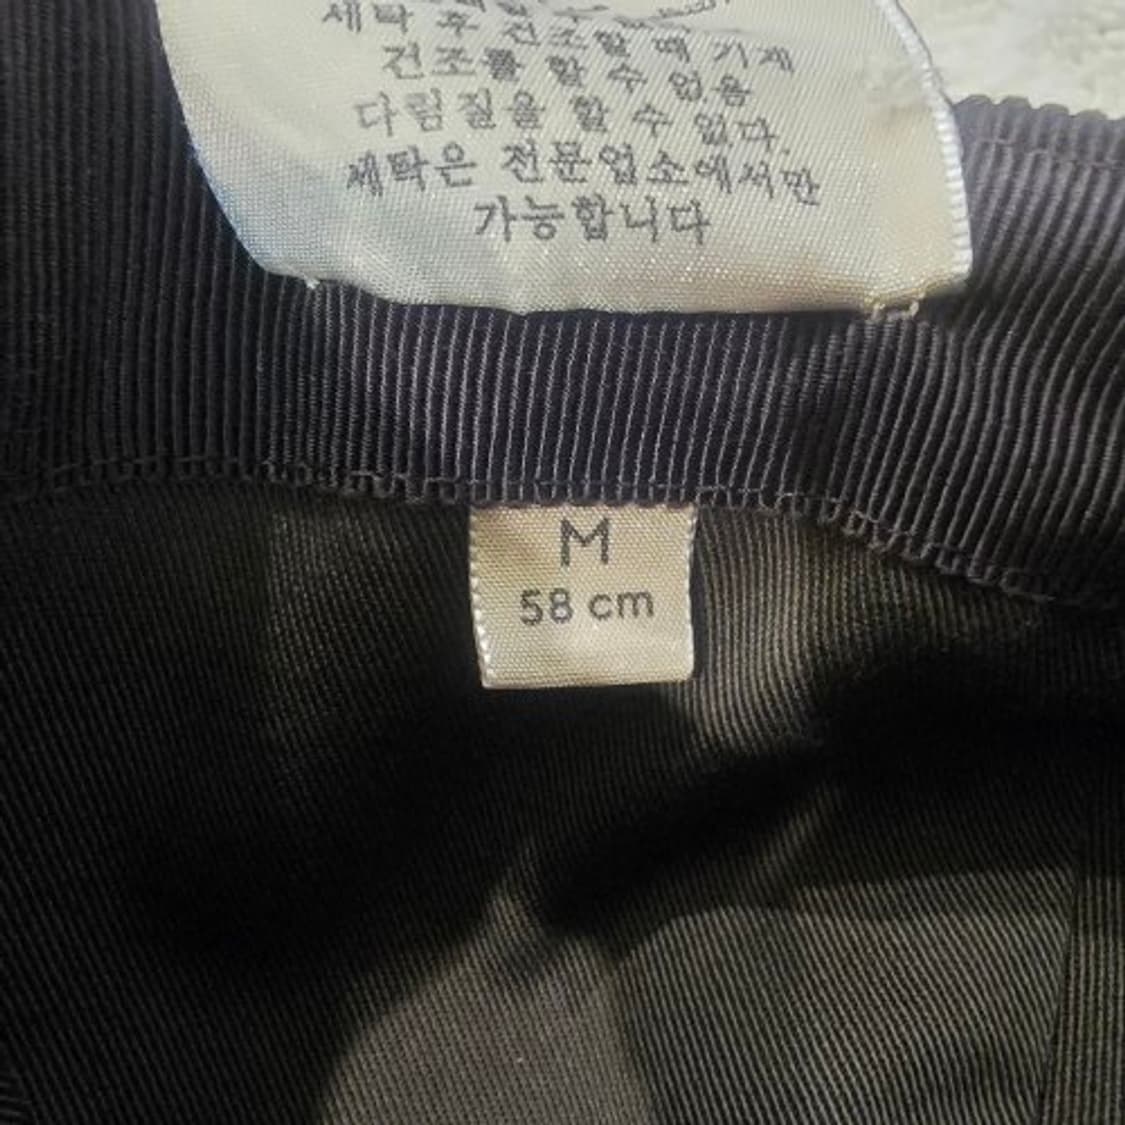 세탁 후 건조할 때 기계
건조를 할 수 없음
다림질을 할 수 없다.
세탁은 전문업소에서만
가능합니다
M
58 cm